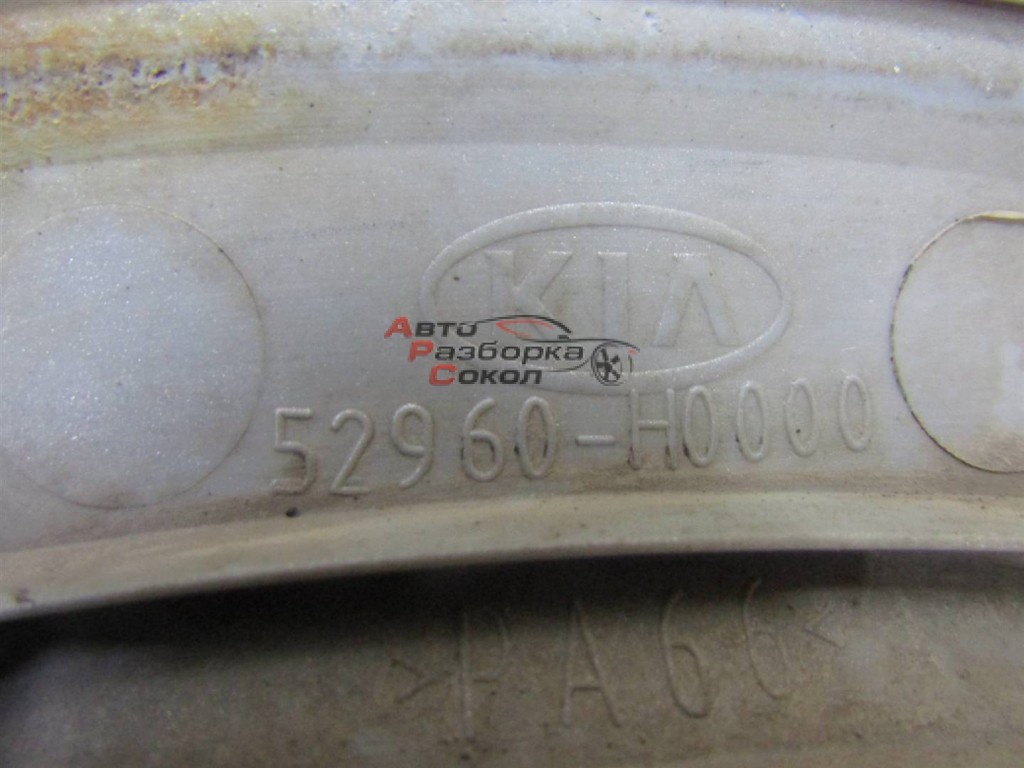 KIA
Авто
Разборка
Сокол
52960-H0000
>PA66<